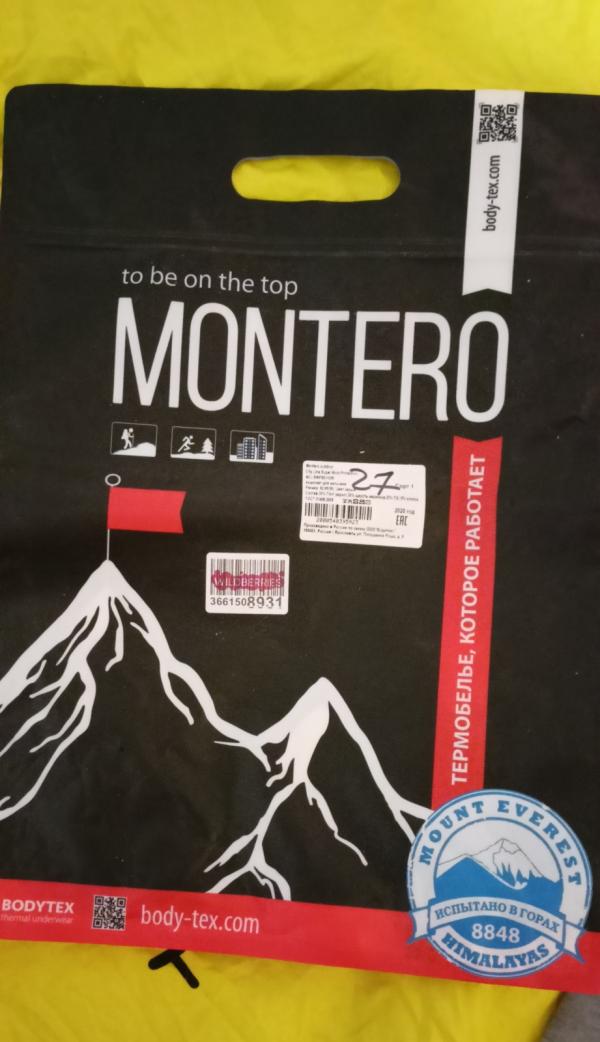 body-tex.com
to be on the top
MONTERO
27
2020 год
EAC
WILDBERRIES
3661508931
ТЕРМОБЕЛЬЕ, КОТОРОЕ РАБОТАЕТ
MOUNT EVEREST
ИСПЫТАНО В ГОРАХ
8848
HIMALAYAS
BODYTEX
thermal underwear
body-tex.com